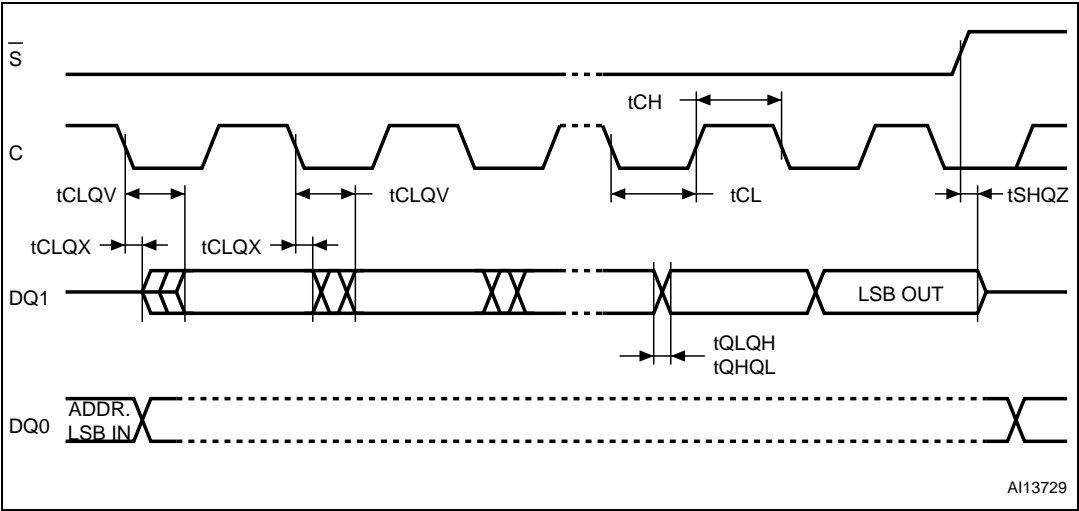 S̅
tCH
C
tCLQV
tCLQV
tCL
tSHQZ
tCLQX
tCLQX
DQ1
LSB OUT
tQLQH
tQHQL
ADDR.
LSB IN
DQ0
AI13729